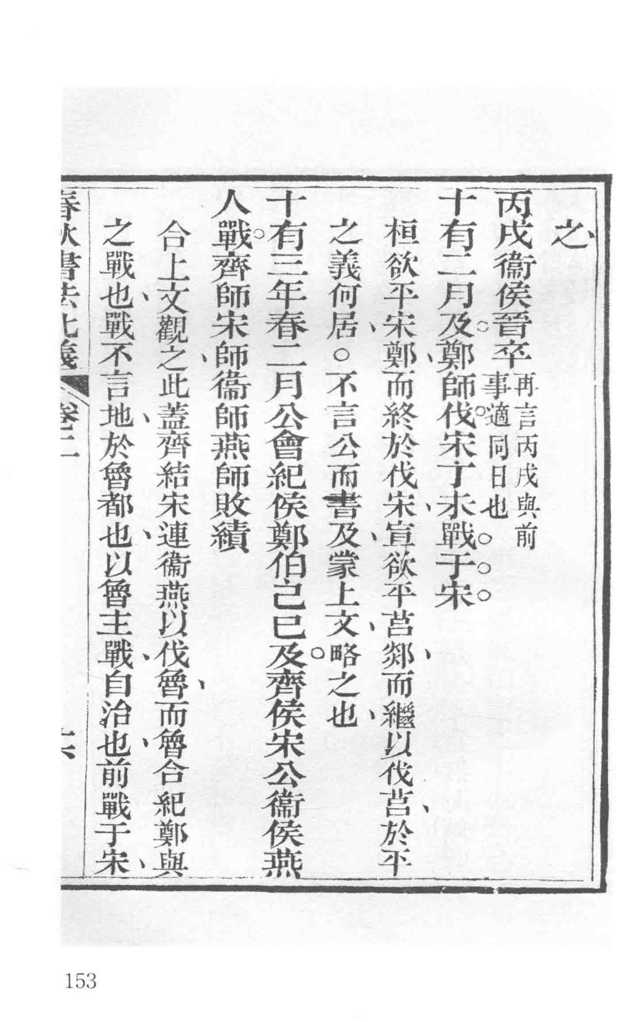 之
丙戌衞侯晉卒再言丙戌與前
事適同日也
十有二月及鄭師伐宋丁未戰于宋
桓欲平宋鄭而終於伐宋宣欲平莒郯而繼以伐莒於平
之義何居○不言公而書及蒙上文略之也
十有三年春二月公會紀侯鄭伯己巳及齊侯宋公衞侯燕
人戰齊師宋師衞師燕師敗績
合上文觀之此蓋齊結宋連衞燕以伐魯而魯合紀鄭與
之戰也戰不言地於魯都也以魯主戰自治也前戰于宋
春秋書法比義 卷二
153